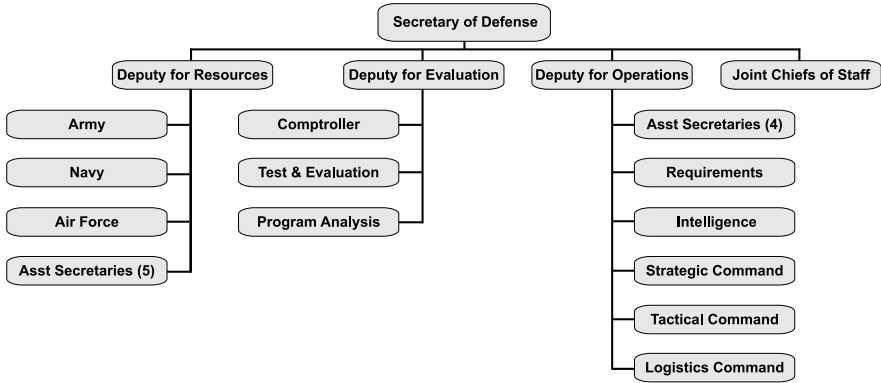 Secretary of Defense
Deputy for Resources
Deputy for Evaluation
Deputy for Operations
Joint Chiefs of Staff
Army
Navy
Air Force
Asst Secretaries (5)
Comptroller
Test & Evaluation
Program Analysis
Asst Secretaries (4)
Requirements
Intelligence
Strategic Command
Tactical Command
Logistics Command